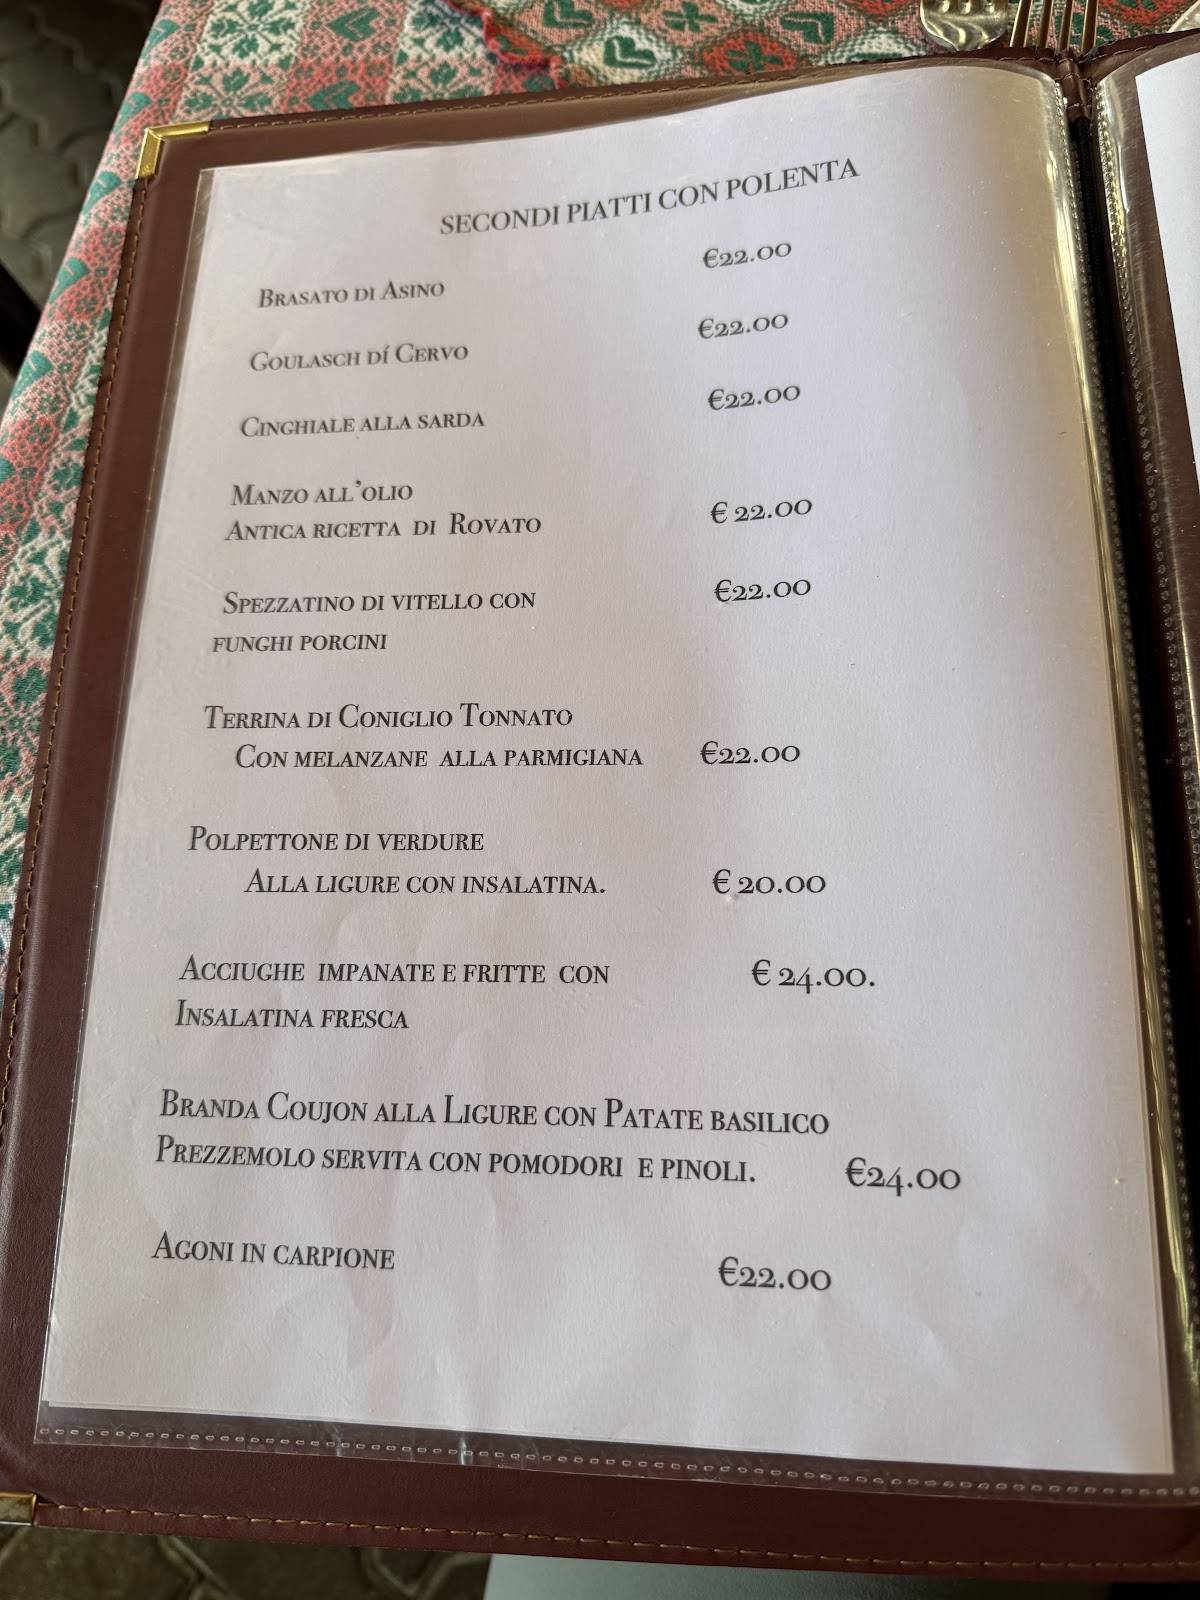 SECONDI PIATTI CON POLENTA
€22.00
BRASATO DI ASINO
€22.00
GOULASCH DÍ CERVO
€22.00
CINGHIALE ALLA SARDA
MANZO ALL'OLIO
ANTICA RICETTA DI ROVATO € 22.00
SPEZZATINO DI VITELLO CON €22.00
FUNGHI PORCINI
TERRINA DI CONIGLIO TONNATO
CON MELANZANE ALLA PARMIGIANA €22.00
POLPETTONE DI VERDURE
ALLA LIGURE CON INSALATINA. € 20.00
ACCIUGHE IMPANATE E FRITTE CON € 24.00.
INSALATINA FRESCA
BRANDA COUJON ALLA LIGURE CON PATATE BASILICO
PREZZEMOLO SERVITA CON POMODORI E PINOLI. €24.00
AGONI IN CARPIONE €22.00